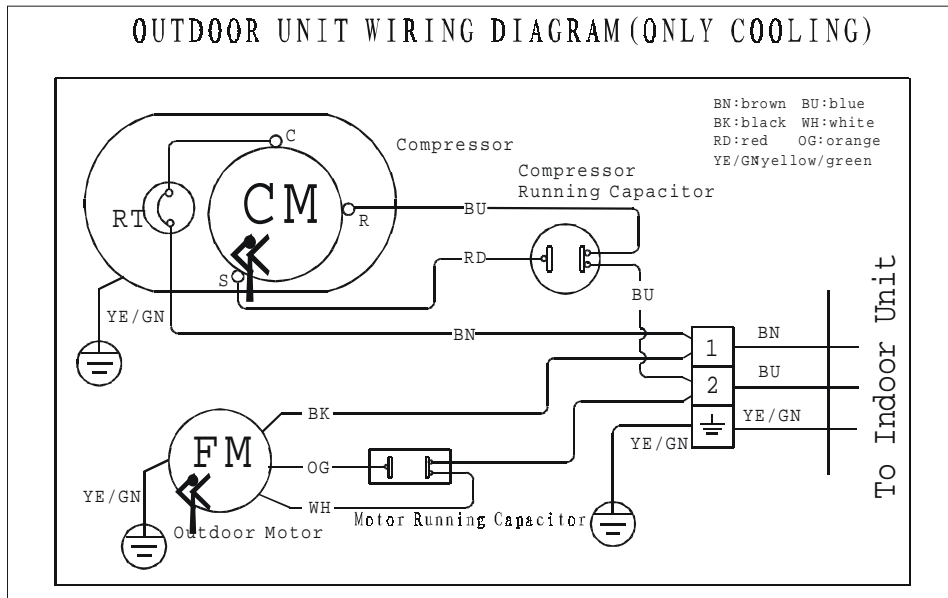 OUTDOOR UNIT WIRING DIAGRAM(ONLY COOLING)
BN:brown BU:blue
BK:black WH:white
RD:red OG:orange
YE/GNyellow/green
C
Compressor
Compressor
Running Capacitor
RT
CM
R
BU
S
RD
BU
YE/GN
BN
1
BN
2
BU
YE/GN
To Indoor Unit
BK
FM
OG
YE/GN
YE/GN
WH
Motor Running Capacitor
Outdoor Motor